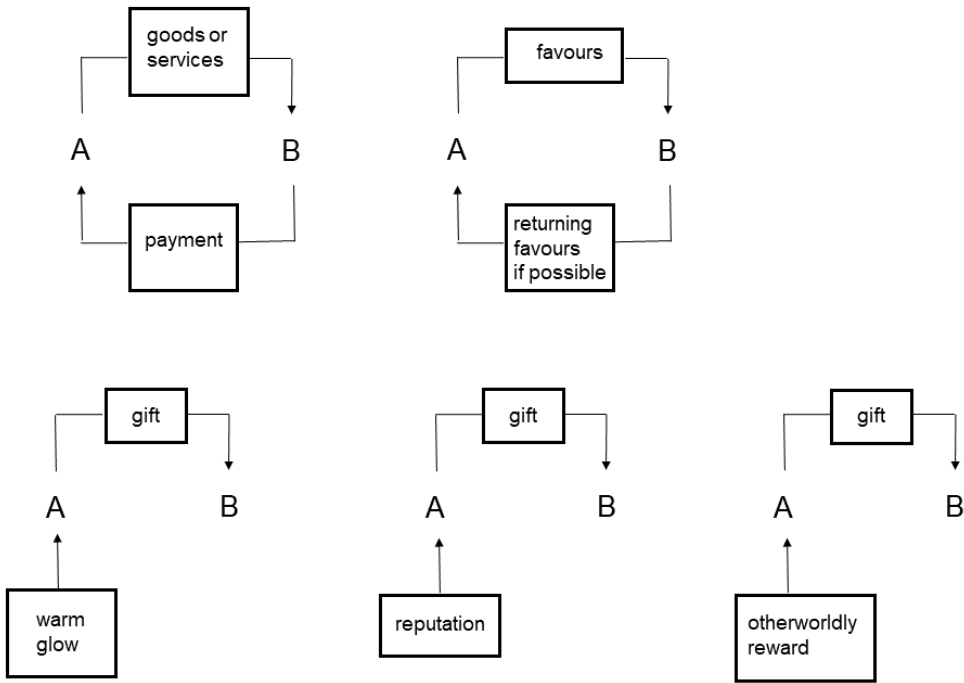 goods or
services
A
B
payment
favours
A
B
returning
favours
if possible
gift
A
B
warm
glow
gift
A
B
reputation
gift
A
B
otherworldly
reward